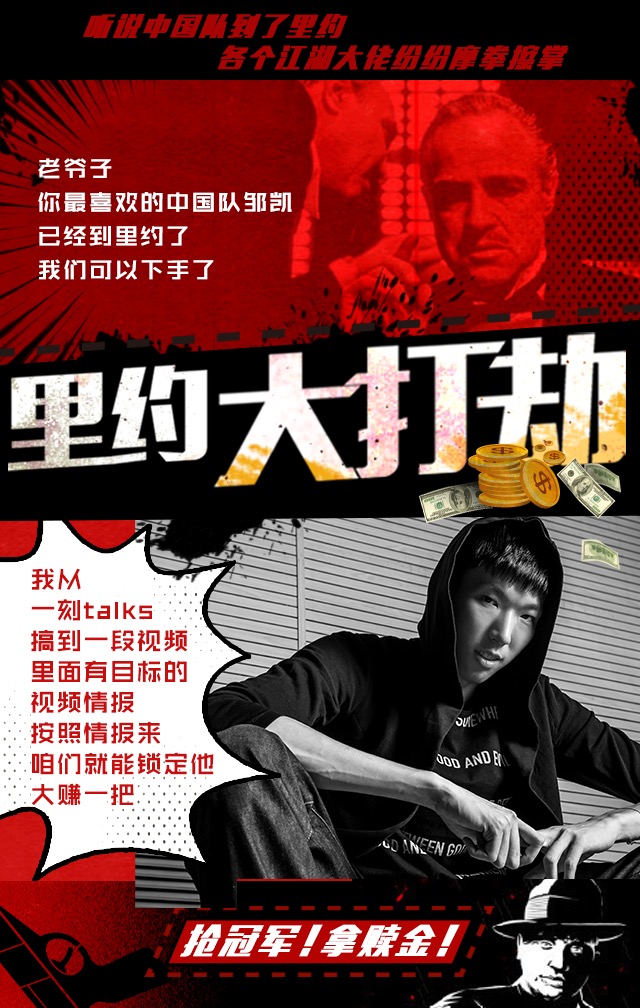 听说中国队到了里约
各个江湖大佬纷纷摩拳擦掌
老爷子
你最喜欢的中国队邹凯
已经到里约了
我们可以下手了
里约大打劫
我从
一刻talks
搞到一段视频
里面有目标的
视频情报
按照情报来
咱们就能锁定他
大赚一把
OOD AND E
抢冠军！拿赎金！